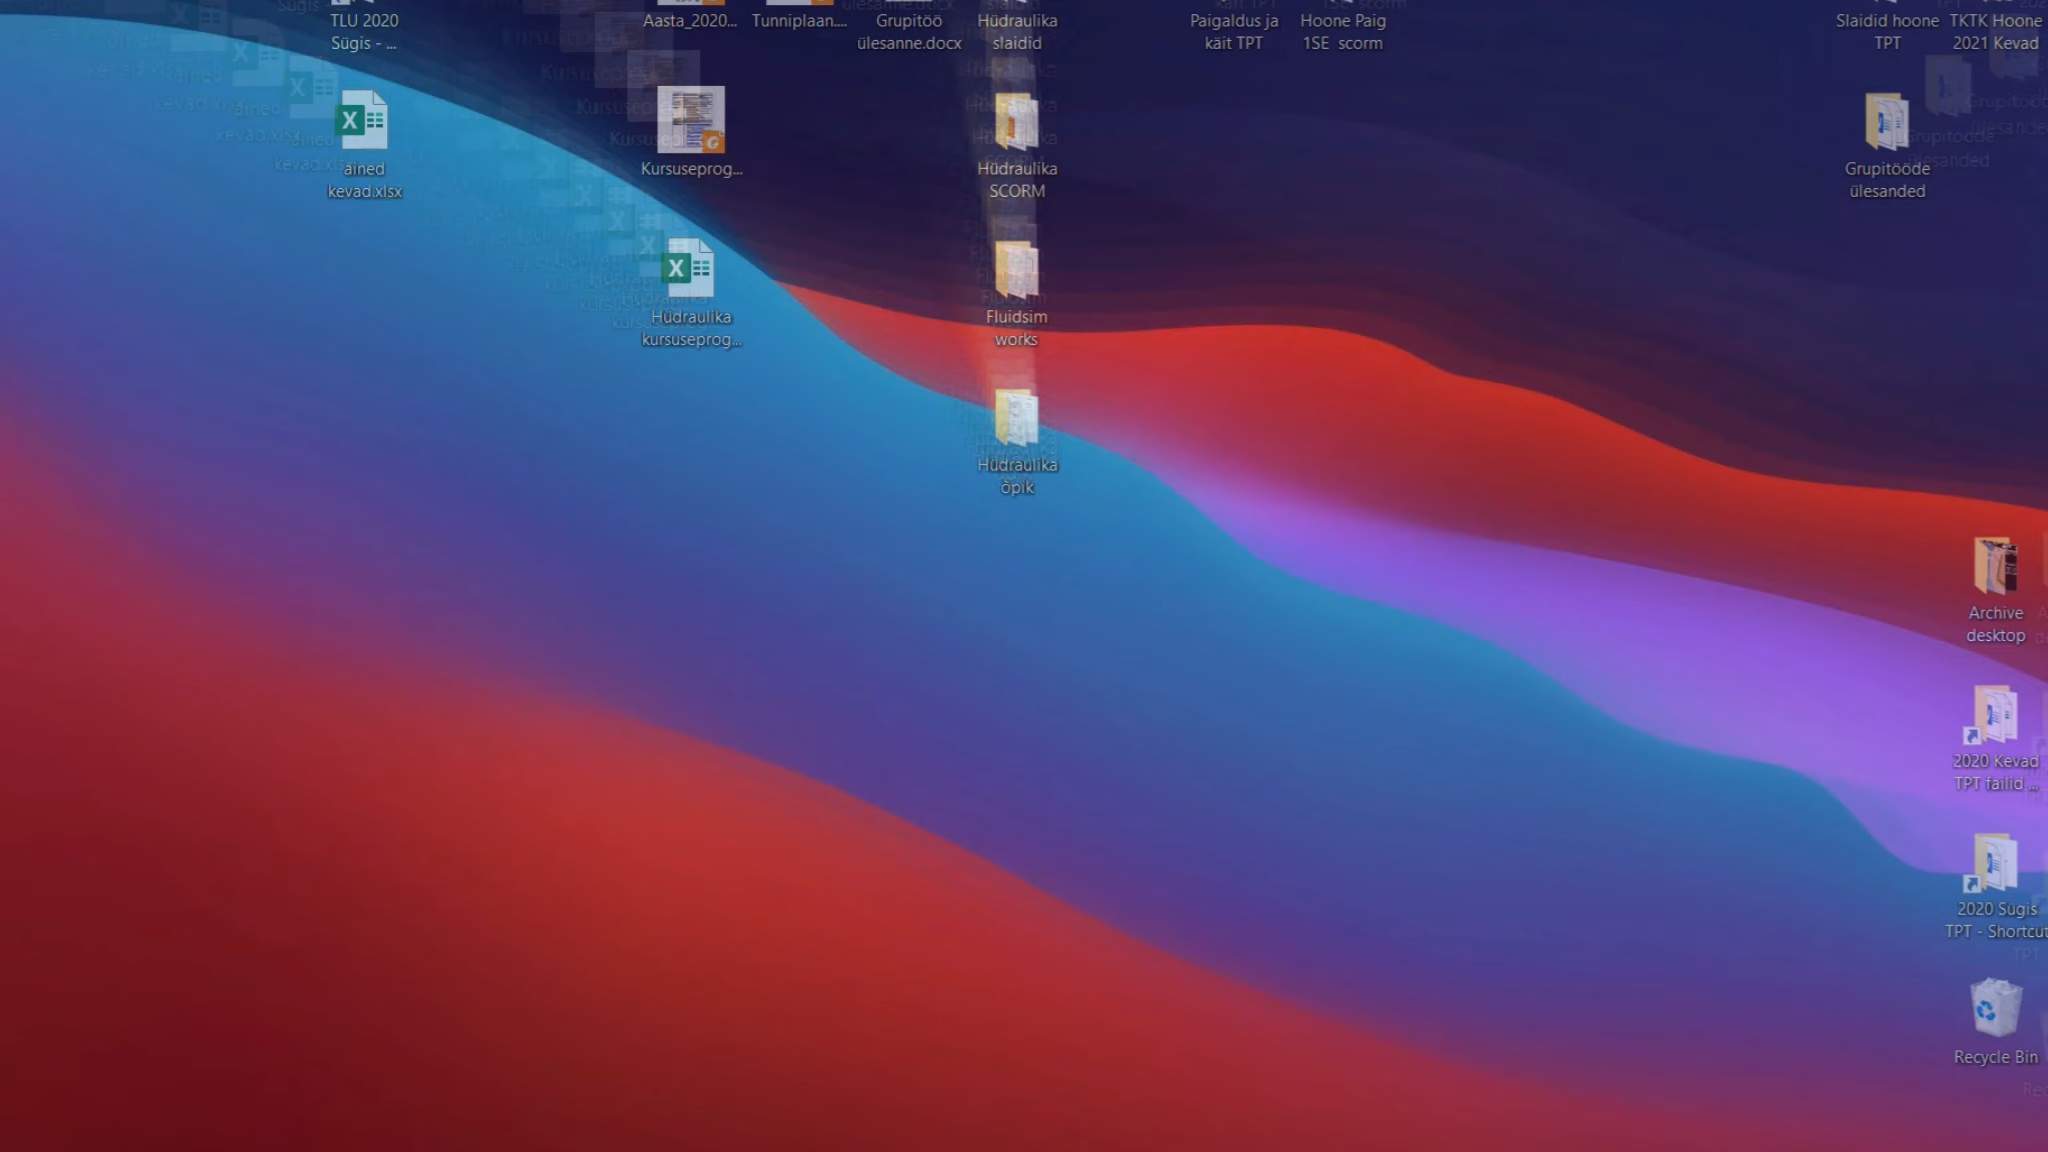 TLU 2020
Sügis - ...
Aasta_2020...
Tunniplaan....
Grupitöö
ülesanne.docx
Hüdraulika
slaidid
Paigaldus ja
käit TPT
Hoone Paig
1SE scorm
Slaidid hoone
TPT
TKTK Hoone
2021 Kevad
ained
kevad.xlsx
Kursuseprog...
Hüdraulika
SCORM
Grupitööde
ülesanded
Hüdraulika
kursuseprog...
Fluidsim
works
Hüdraulika
õpik
Archive
desktop
2020 Kevad
TPT failid ...
2020 Sügis
TPT - Shortcut
Recycle Bin